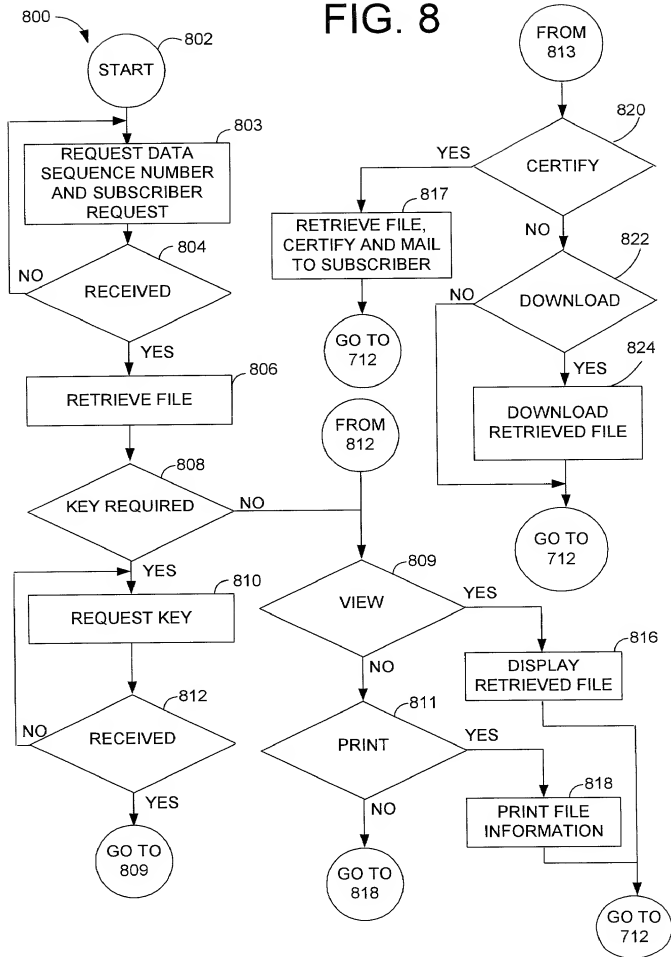 FIG. 8
800
802
START
803
REQUEST DATA
SEQUENCE NUMBER
AND SUBSCRIBER
REQUEST
804
NO
RECEIVED
YES
806
RETRIEVE FILE
808
KEY REQUIRED
NO
YES
810
REQUEST KEY
812
NO
RECEIVED
YES
GO TO
809
FROM
812
809
VIEW
YES
NO
816
DISPLAY
RETRIEVED FILE
811
PRINT
YES
NO
818
PRINT FILE
INFORMATION
GO TO
818
GO TO
712
FROM
813
820
CERTIFY
YES
NO
817
RETRIEVE FILE,
CERTIFY AND MAIL
TO SUBSCRIBER
GO TO
712
822
DOWNLOAD
NO
YES
824
DOWNLOAD
RETRIEVED FILE
GO TO
712